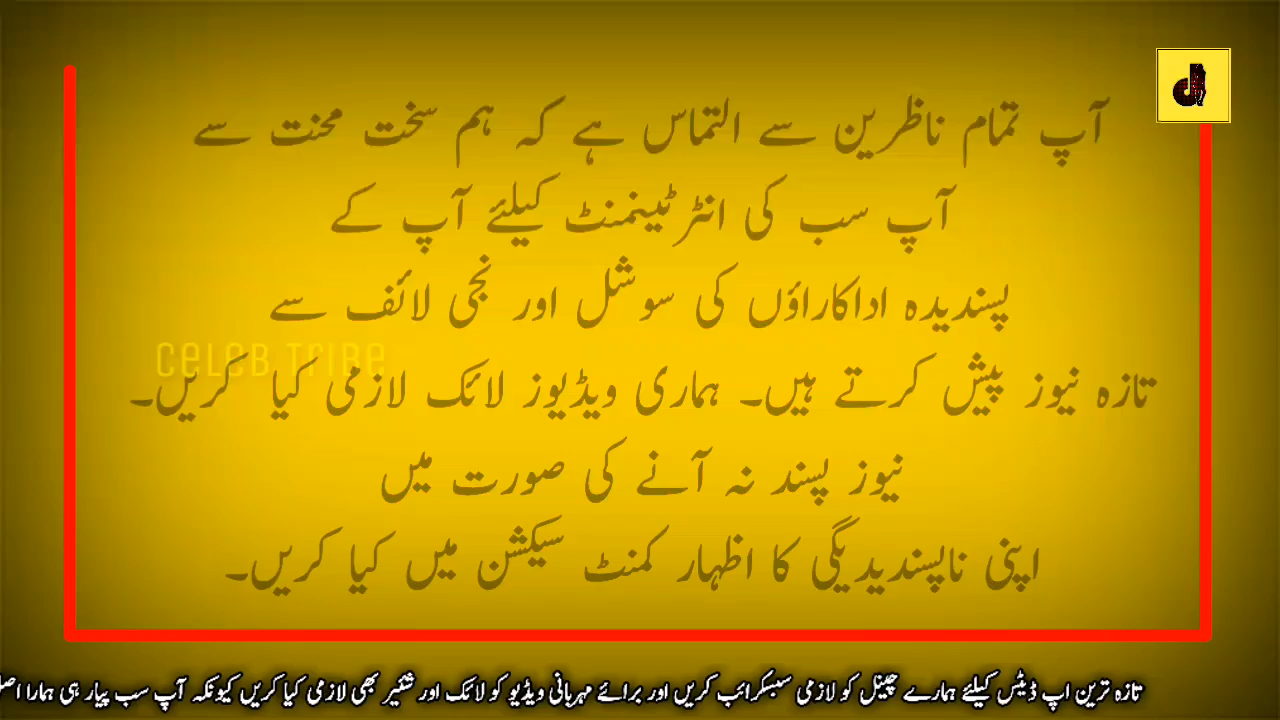 آپ تمام ناظرین سے التماس ہے کہ ہم سخت محنت سے
آپ سب کی انٹرٹینمنٹ کیلئے آپ کے
پسندیدہ اداکاراؤں کی سوشل اور نجی لائف سے
CELEB TRIBE
تازہ نیوز پیش کرتے ہیں۔ ہماری ویڈیوز لائک لازمی کیا کریں۔
نیوز پسند نہ آنے کی صورت میں
اپنی ناپسندیدیگی کا اظہار کمنٹ سیکشن میں کیا کریں۔
تازہ ترین اپ ڈیٹس کیلئے ہمارے چینل کو لازمی سبسکرائب کریں اور برائے مہربانی ویڈیو کو لائک اور شئیر بھی لازمی کیا کریں کیونکہ آپ سب پیار ہی ہمارا